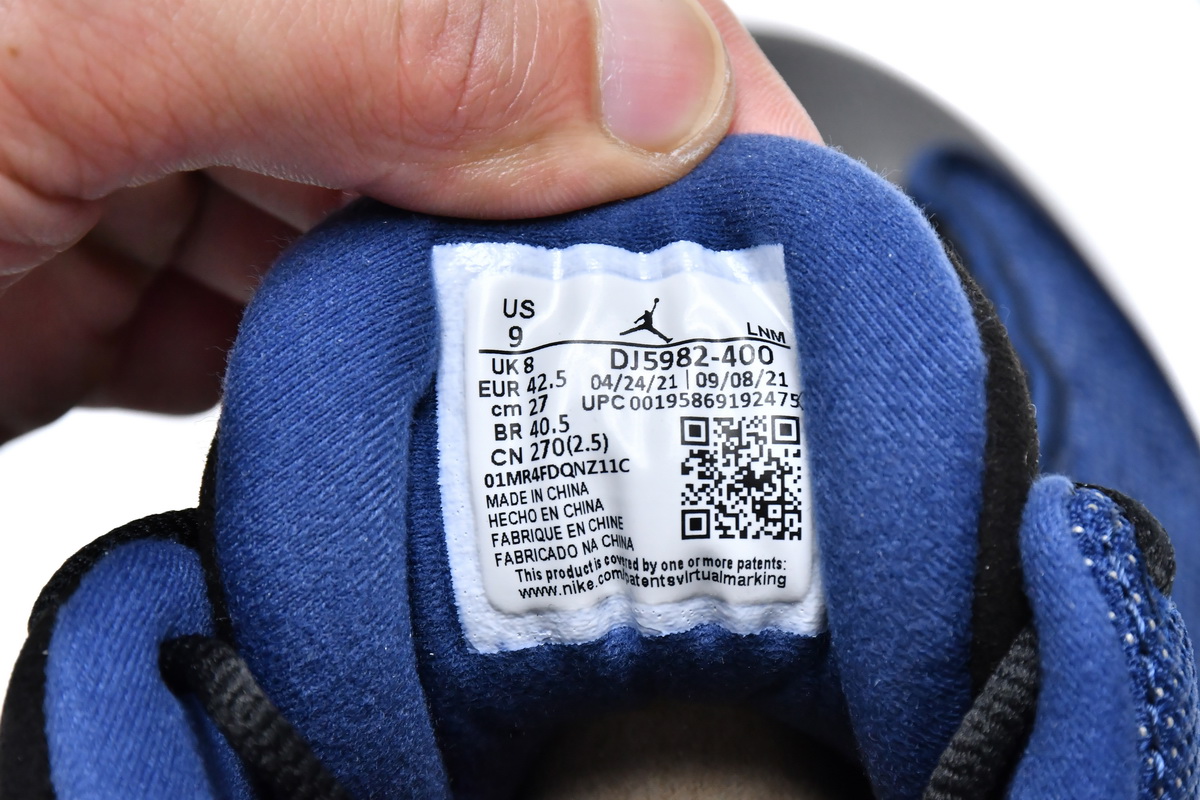 US
9
LNM
UK 8
EUR 42.5
cm 27
BR 40.5
CN 270(2.5)
DJ5982-400
04/24/21 | 09/08/21
UPC 00195869192475
01MR4FDQNZ11C
MADE IN CHINA
HECHO EN CHINA
FABRIQUE EN CHINE
FABRICADO NA CHINA
This product is covered by one or more patents:
www.nike.com/patentsvirtualmarking